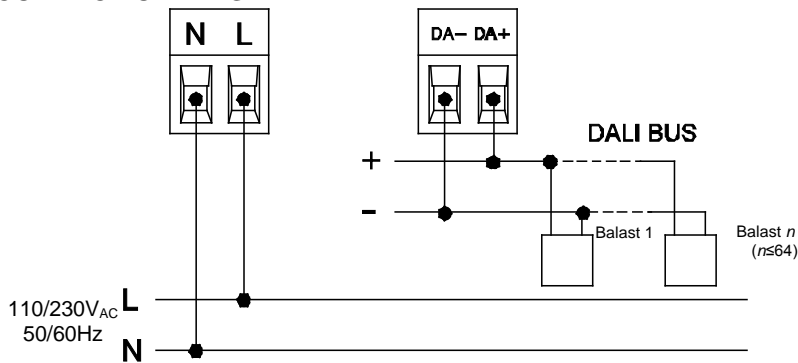 N L
DA- DA+
DALI BUS
+
-
Balast 1
Balast n
(n≤64)
110/230VAC
50/60Hz
L
N